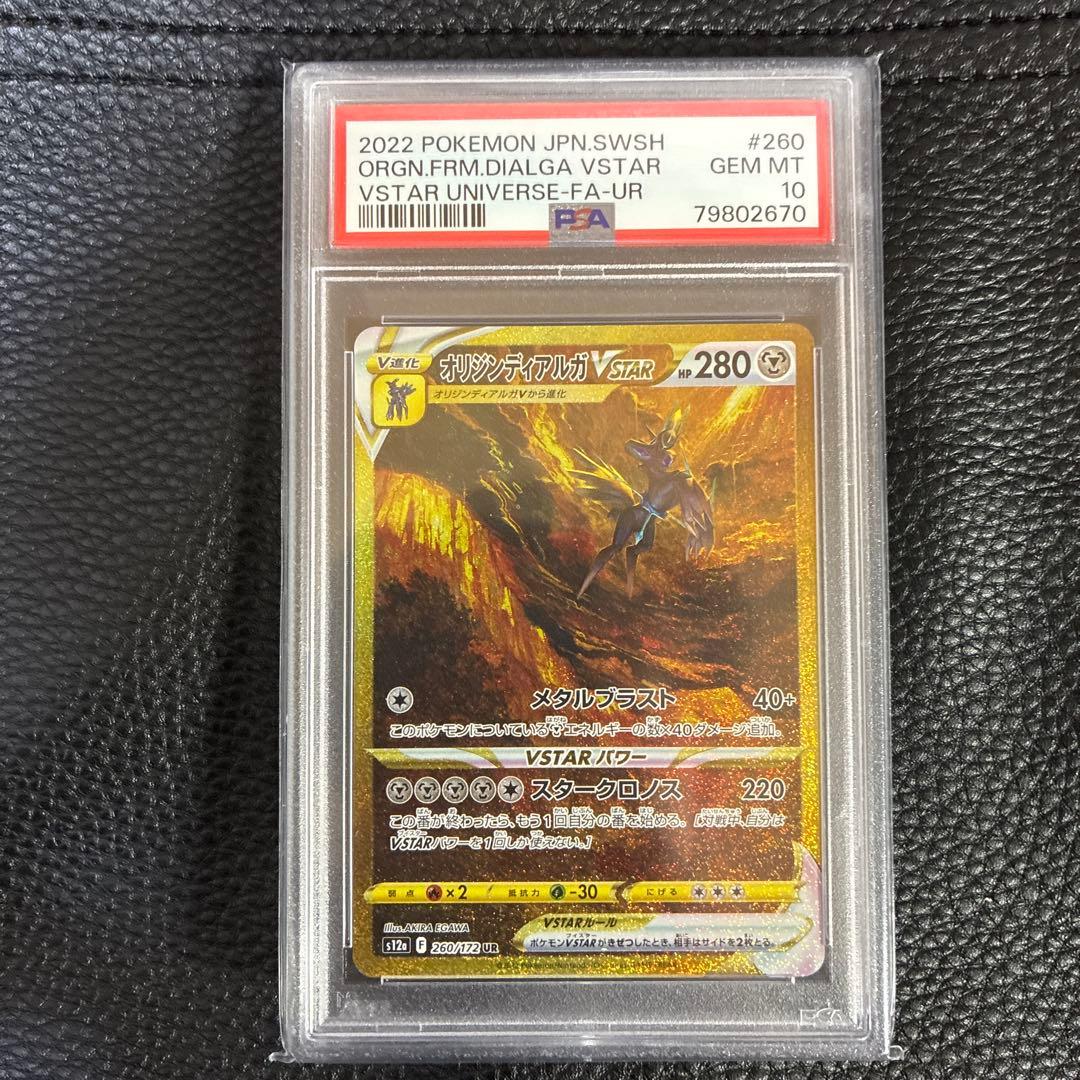 2022 POKEMON JPN.SWSH #260
ORGN.FRM.DIALGA VSTAR GEM MT
VSTAR UNIVERSE-FA-UR 10
PSA 79802670
V進化 オリジンディアルガVSTAR HP280
オリジンディアルガVから進化
メタルブラスト 40+
このポケモンについているエネルギーの数×40ダメージ追加。
VSTARパワー
スタークロノス 220
この番が終わったら、もう1回自分の番を始める。[対戦中、自分は
VSTARパワーを1回しか使えない。]
弱点 ×2 抵抗力 -30 にげる
Illus. AKIRA EGAWA
VSTARルール
s12a F 260/172 UR
ポケモンVSTARがきぜつしたとき、相手はサイドを2枚とる。